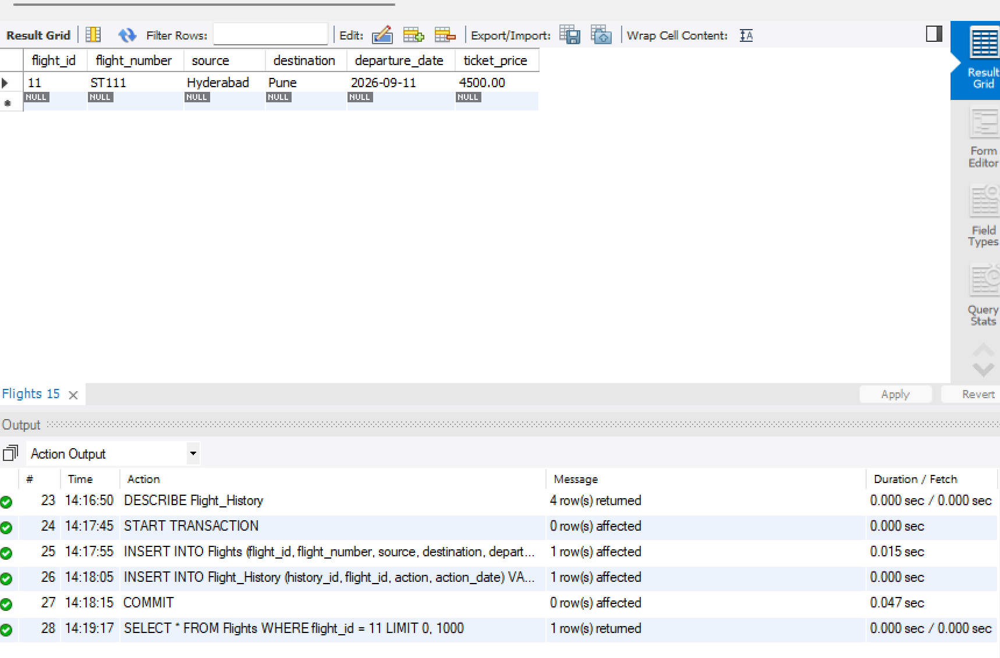 Result Grid Filter Rows: Edit: Export/Import: Wrap Cell Content:
flight_id flight_number source destination departure_date ticket_price
11 ST111 Hyderabad Pune 2026-09-11 4500.00
NULL NULL NULL NULL NULL NULL
Result
Grid
Form
Editor
Field
Types
Query
Stats
Flights 15
Apply Revert
Output
Action Output
# Time Action Message Duration / Fetch
23 14:16:50 DESCRIBE Flight_History 4 row(s) returned 0.000 sec / 0.000 sec
24 14:17:45 START TRANSACTION 0 row(s) affected 0.000 sec
25 14:17:55 INSERT INTO Flights (flight_id, flight_number, source, destination, depart... 1 row(s) affected 0.015 sec
26 14:18:05 INSERT INTO Flight_History (history_id, flight_id, action, action_date) VA... 1 row(s) affected 0.000 sec
27 14:18:15 COMMIT 0 row(s) affected 0.047 sec
28 14:19:17 SELECT * FROM Flights WHERE flight_id = 11 LIMIT 0, 1000 1 row(s) returned 0.000 sec / 0.000 sec